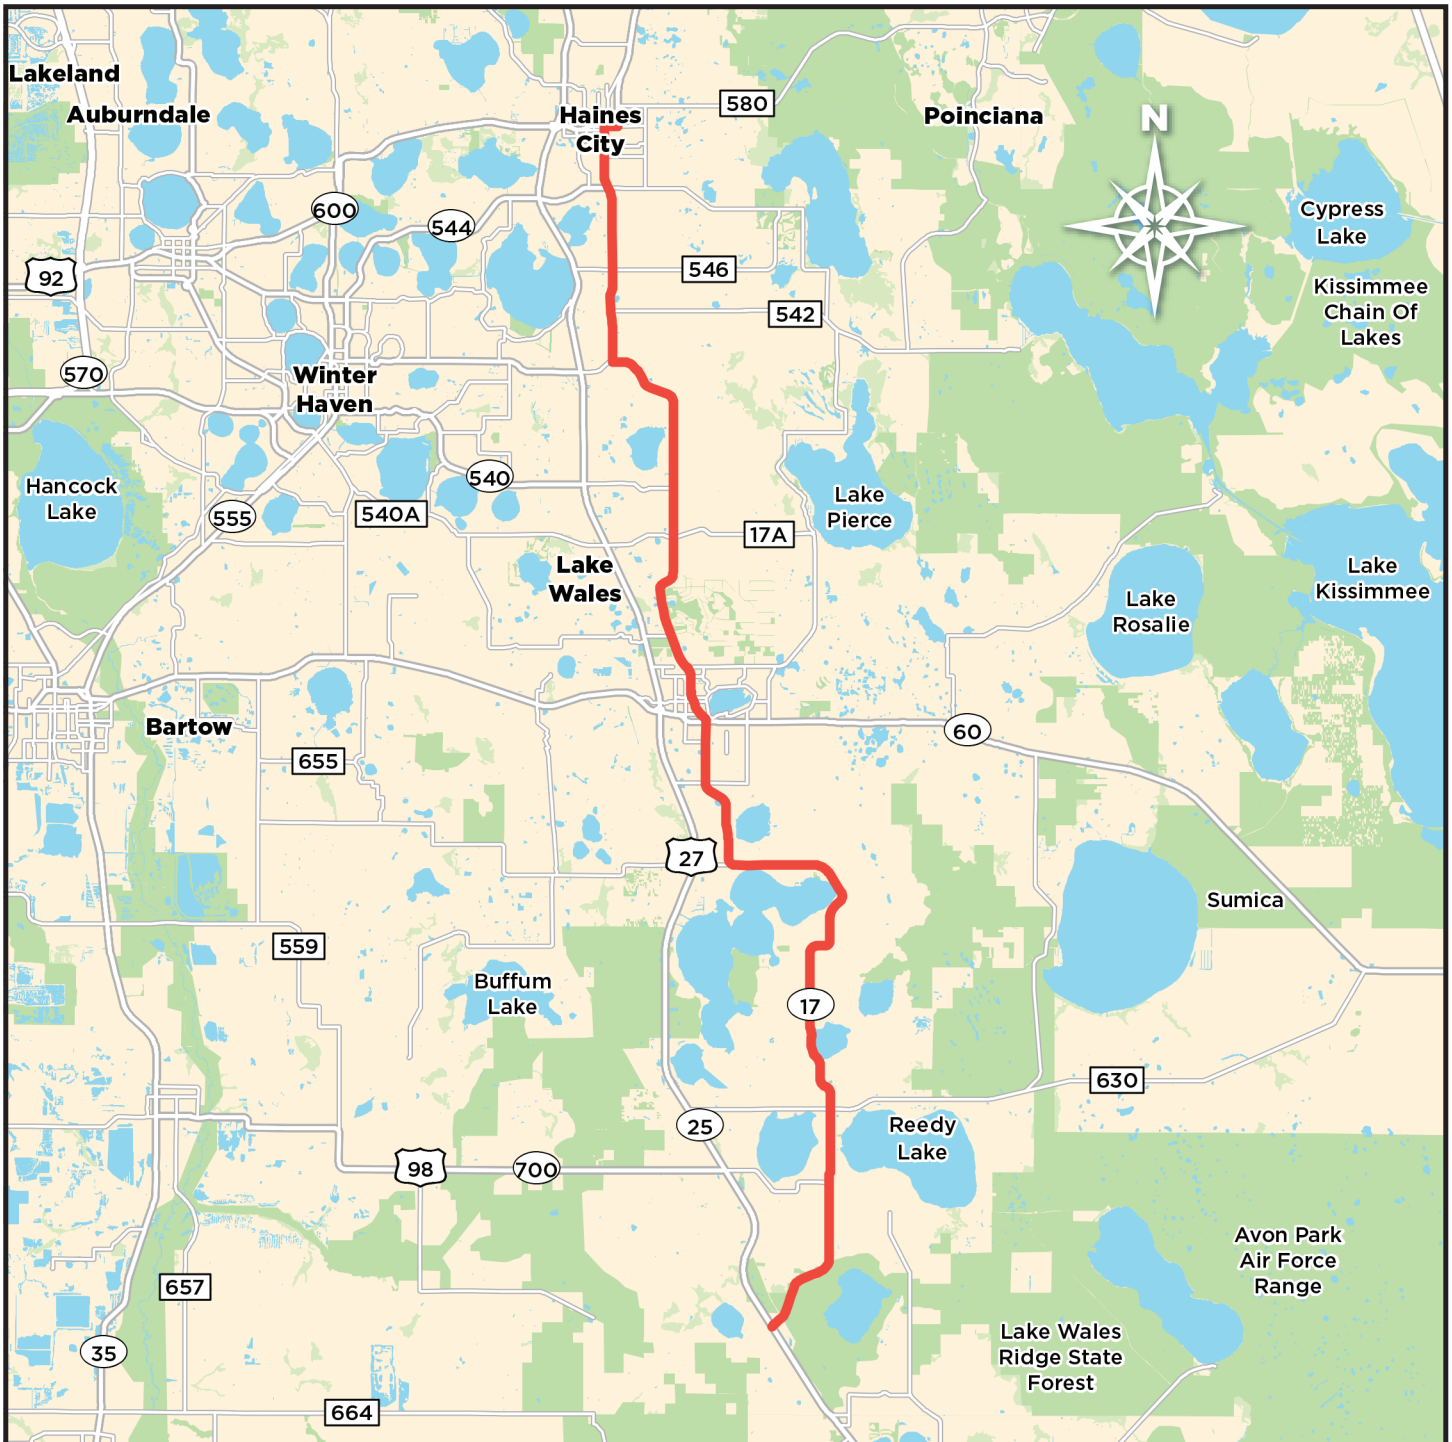 Lakeland
Auburndale
Haines
City
580
Poinciana
N
600
544
Cypress
Lake
92
546
Kissimmee
Chain Of
Lakes
542
570
Winter
Haven
Hancock
Lake
540
555
540A
Lake
Pierce
17A
Lake
Wales
Lake
Kissimmee
Lake
Rosalie
Bartow
60
655
27
Sumica
559
Buffum
Lake
17
630
25
Reedy
Lake
98
700
Avon Park
Air Force
Range
657
Lake Wales
Ridge State
Forest
35
664